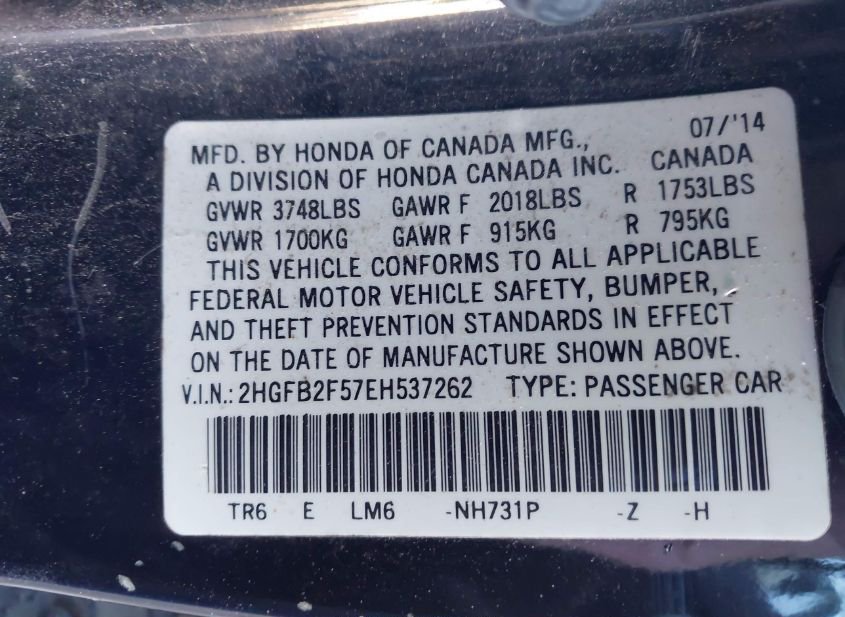 07/'14
MFD. BY HONDA OF CANADA MFG.,
A DIVISION OF HONDA CANADA INC. CANADA
GVWR 3748LBS GAWR F 2018LBS R 1753LBS
GVWR 1700KG GAWR F 915KG R 795KG
THIS VEHICLE CONFORMS TO ALL APPLICABLE
FEDERAL MOTOR VEHICLE SAFETY, BUMPER,
AND THEFT PREVENTION STANDARDS IN EFFECT
ON THE DATE OF MANUFACTURE SHOWN ABOVE.
V.I.N.: 2HGFB2F57EH537262 TYPE: PASSENGER CAR
TR6 E LM6 -NH731P -Z -H